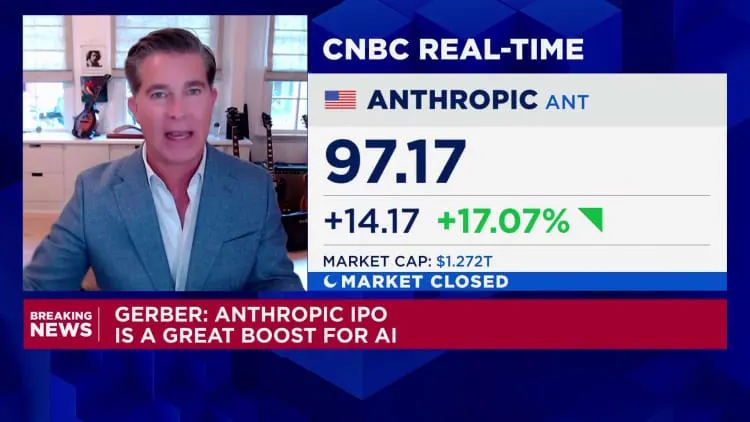 CNBC REAL-TIME
ANTHROPIC ANT
97.17
+14.17 +17.07%
MARKET CAP: $1.272T
MARKET CLOSED
BREAKING
NEWS
GERBER: ANTHROPIC IPO
IS A GREAT BOOST FOR AI